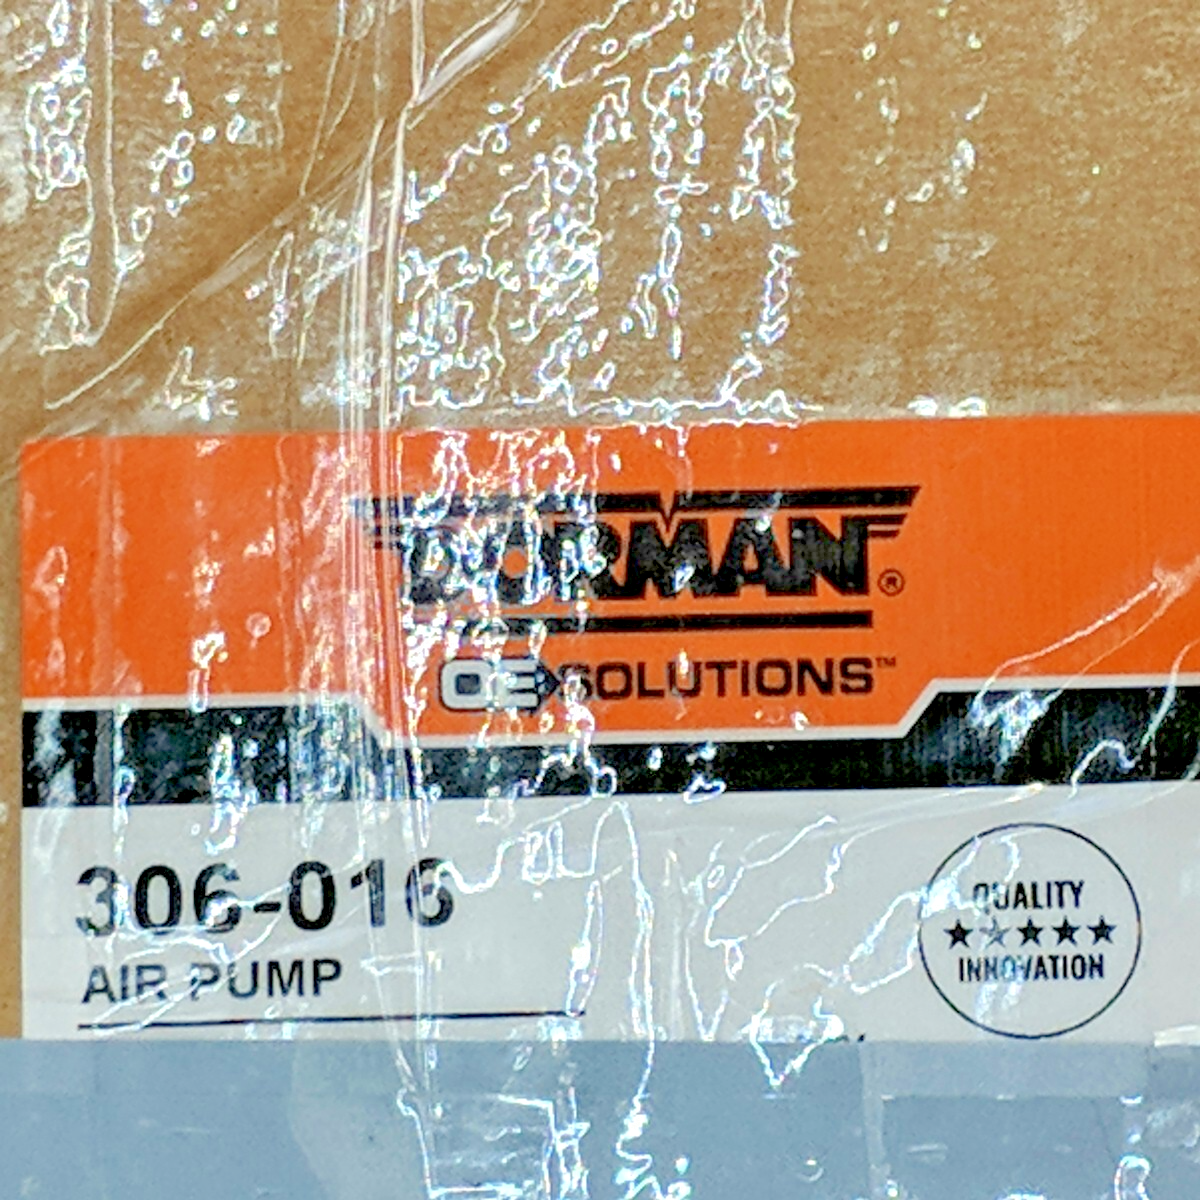 DORMAN®
OE SOLUTIONS™
306-016
AIR PUMP
QUALITY
★★★★★
INNOVATION